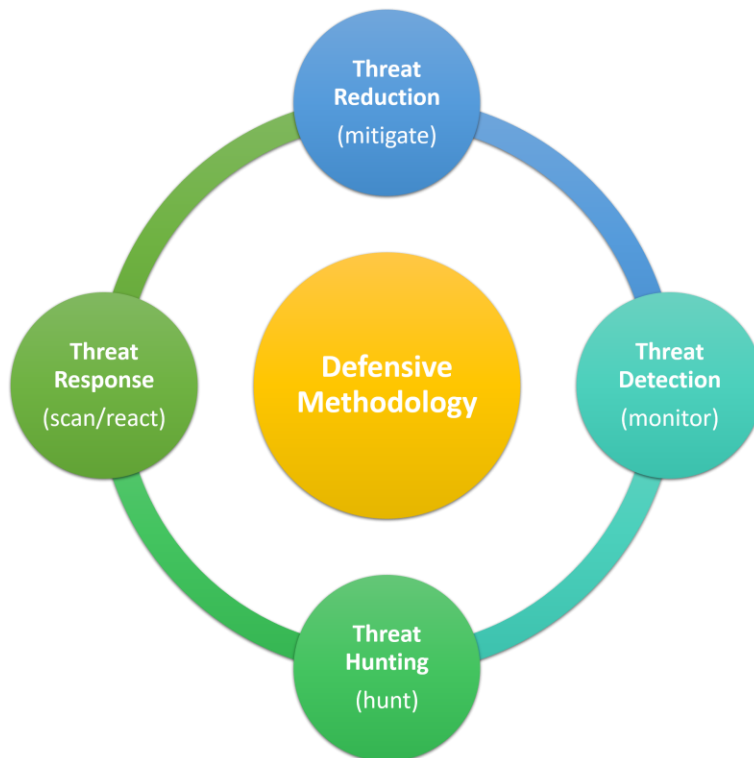 Threat
Reduction
(mitigate)
Threat
Response
(scan/react)
Defensive
Methodology
Threat
Detection
(monitor)
Threat
Hunting
(hunt)